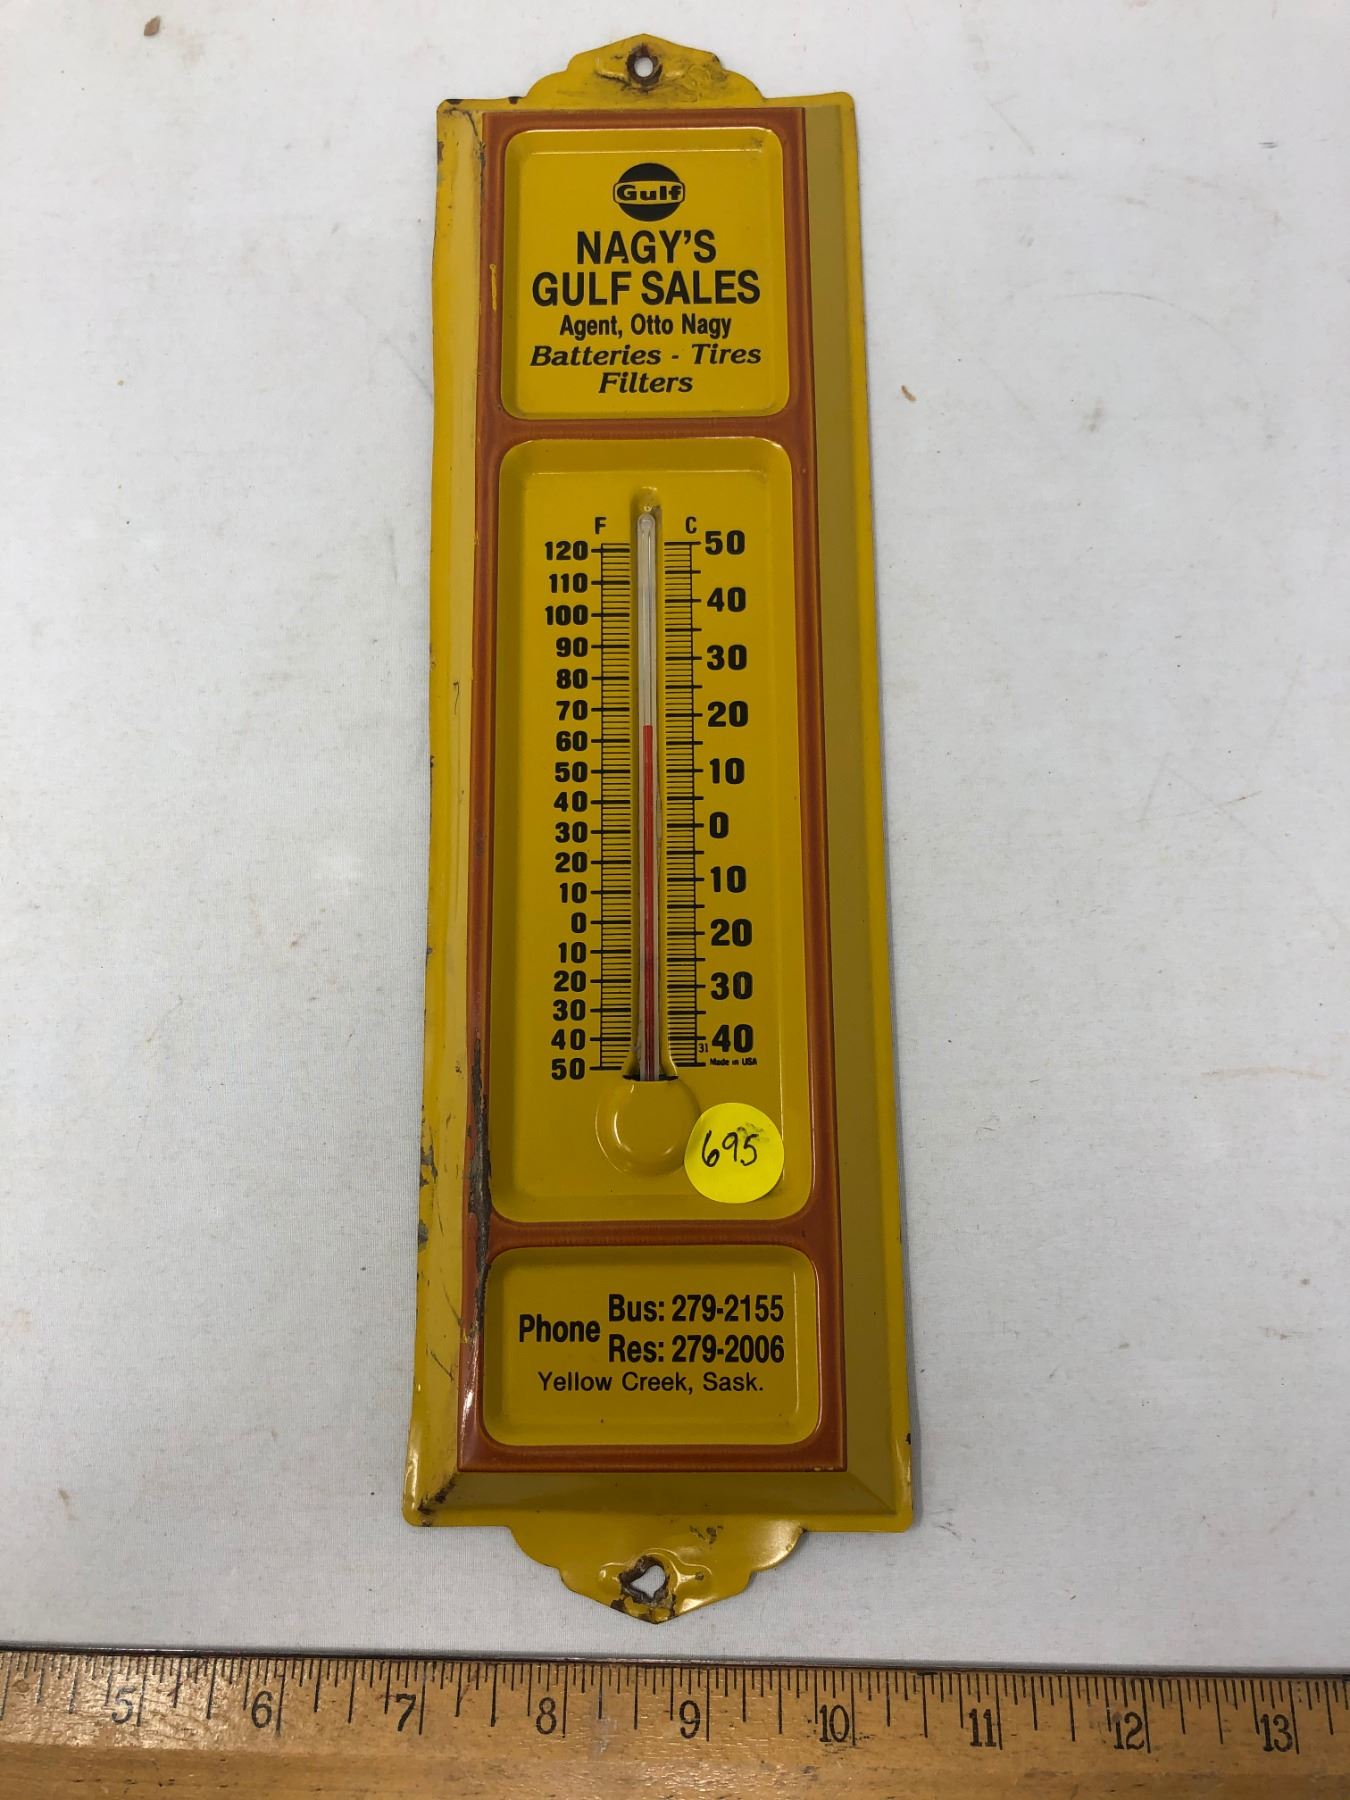 Gulf
NAGY'S
GULF SALES
Agent, Otto Nagy
Batteries - Tires
Filters
F C
120 50
110
100 40
90
80 30
70 20
60
50 10
40
30 0
20
10 10
0
10 20
20
30 30
40 31 40
50 Made in USA
695
Phone Bus: 279-2155
Res: 279-2006
Yellow Creek, Sask.
5 6 7 8 9 10 11 12 13